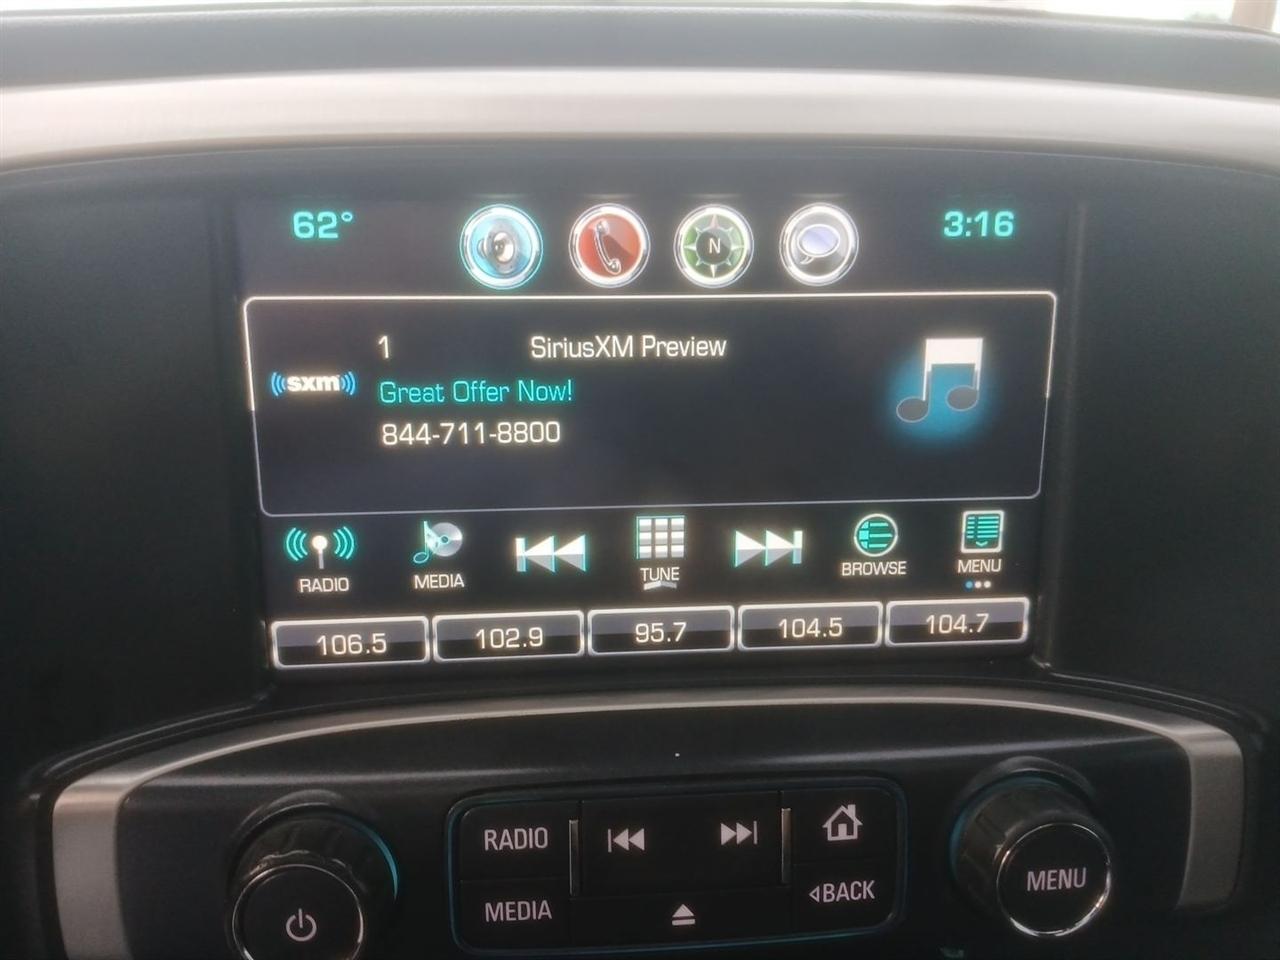 62°
N
3:16
1
SiriusXM Preview
((sxm))
Great Offer Now!
844-711-8800
RADIO
MEDIA
TUNE
BROWSE
MENU
106.5
102.9
95.7
104.5
104.7
RADIO
MEDIA
BACK
MENU